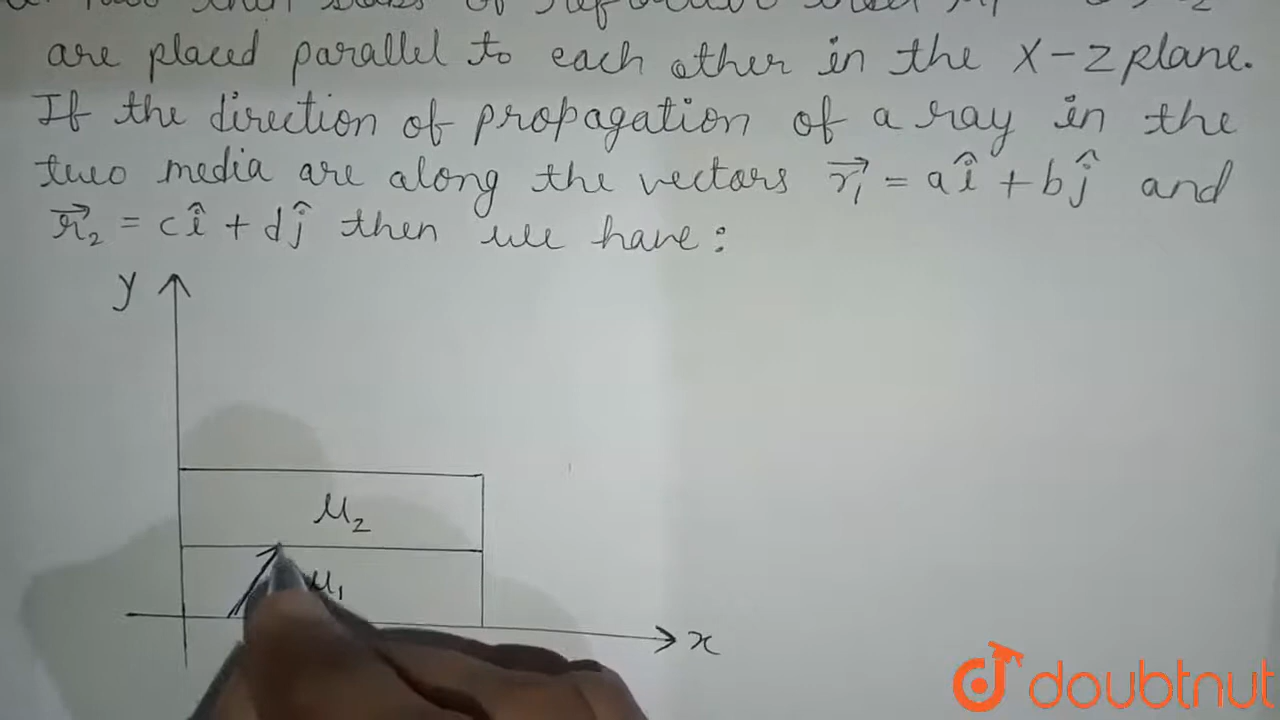 are placed parallel to each other in the X-Z plane.
If the direction of propagation of a ray in the
two media are along the vectors r⃗₁ = aî + bĵ and
r⃗₂ = cî + dĵ then we have:
y
μ₂
μ₁
x
doubtnut